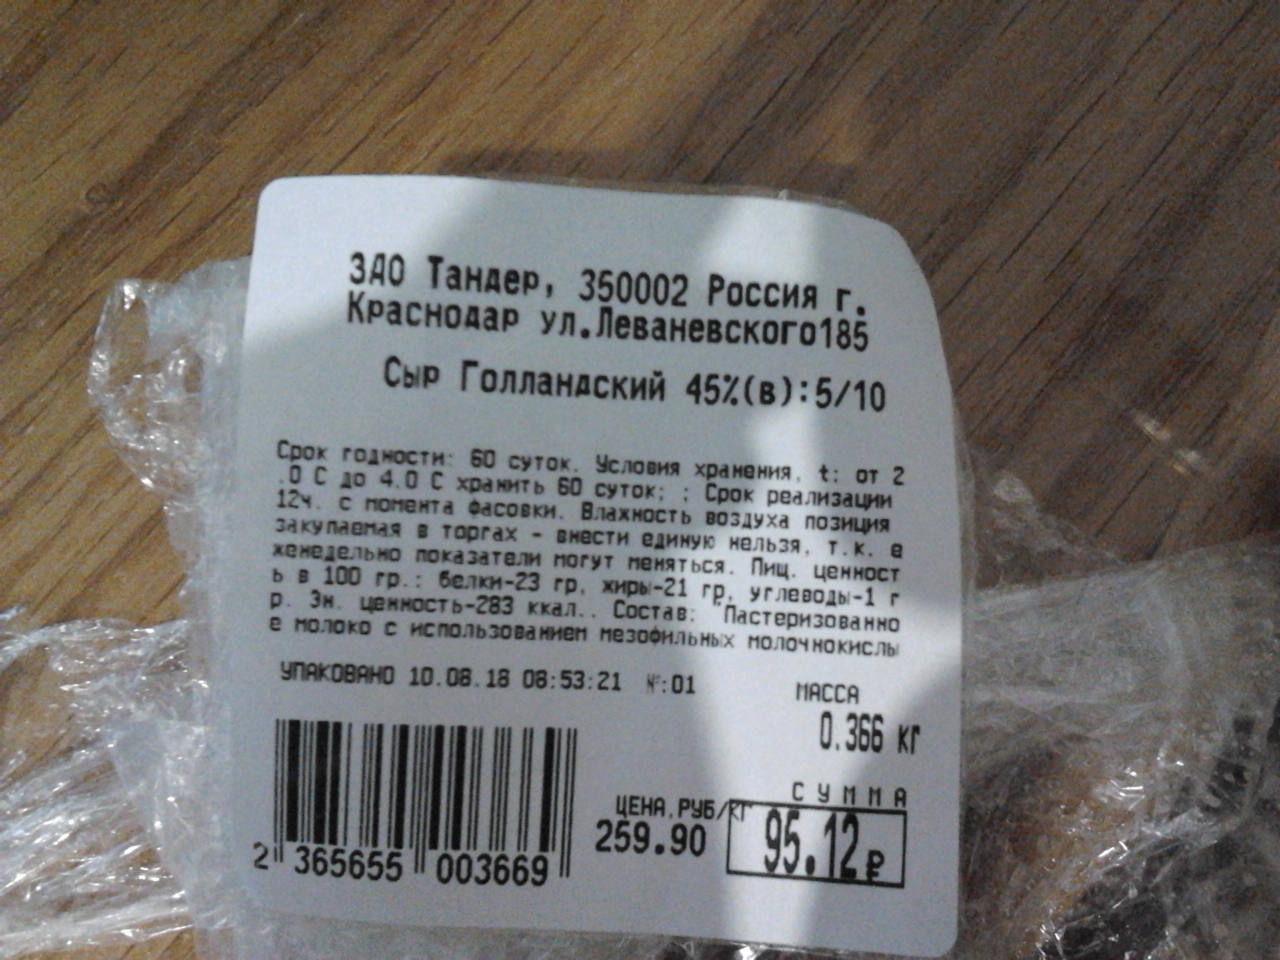 ЗАО Тандер, 350002 Россия г.
Краснодар ул.Леваневского185
Сыр Голландский 45%(в):5/10
Срок годности: 60 суток. Условия хранения, t: от 2
.0 С до 4.0 С хранить 60 суток; ; Срок реализации
12ч. с момента фасовки. Влажность воздуха позиция
закупаемая в торгах - внести единую нельзя, т.к. е
женедельно показатели могут меняться. Пищ. ценност
ь в 100 гр.: белки-23 гр, жиры-21 гр, углеводы-1 г
р. Эн. ценность-283 ккал.. Состав: "Пастеризованно
е молоко с использованием мезофильных молочнокислы
УПАКОВАНО 10.08.18 08:53:21 №:01
МАССА
0.366 кг
СУММА
ЦЕНА,РУБ/КГ
259.90
95.12₽
2 365655 003669